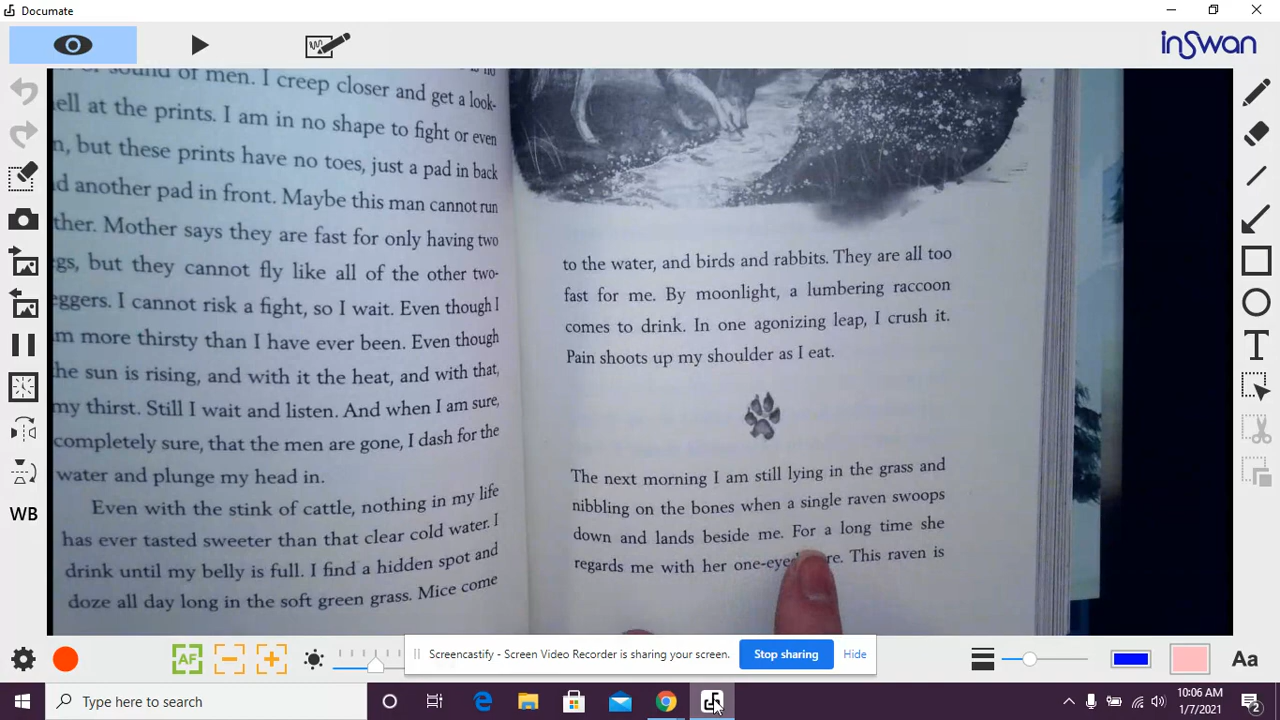 Documate
inswan
sound of men. I creep closer and get a look-
ell at the prints. I am in no shape to fight or even
n, but these prints have no toes, just a pad in back
d another pad in front. Maybe this man cannot run
ther. Mother says they are fast for only having two
gs, but they cannot fly like all of the other two-
eggers. I cannot risk a fight, so I wait. Even though I
m more thirsty than I have ever been. Even though
he sun is rising, and with it the heat, and with that,
my thirst. Still I wait and listen. And when I am sure,
completely sure, that the men are gone, I dash for the
water and plunge my head in.
Even with the stink of cattle, nothing in my life
has ever tasted sweeter than that clear cold water. I
drink until my belly is full. I find a hidden spot and
doze all day long in the soft green grass. Mice come
to the water, and birds and rabbits. They are all too
fast for me. By moonlight, a lumbering raccoon
comes to drink. In one agonizing leap, I crush it.
Pain shoots up my shoulder as I eat.
The next morning I am still lying in the grass and
nibbling on the bones when a single raven swoops
down and lands beside me. For a long time she
regards me with her one-eye re. This raven is
T
WB
AF
Screencastify - Screen Video Recorder is sharing your screen.
Stop sharing
Hide
Aa
Type here to search
10:06 AM
1/7/2021
2